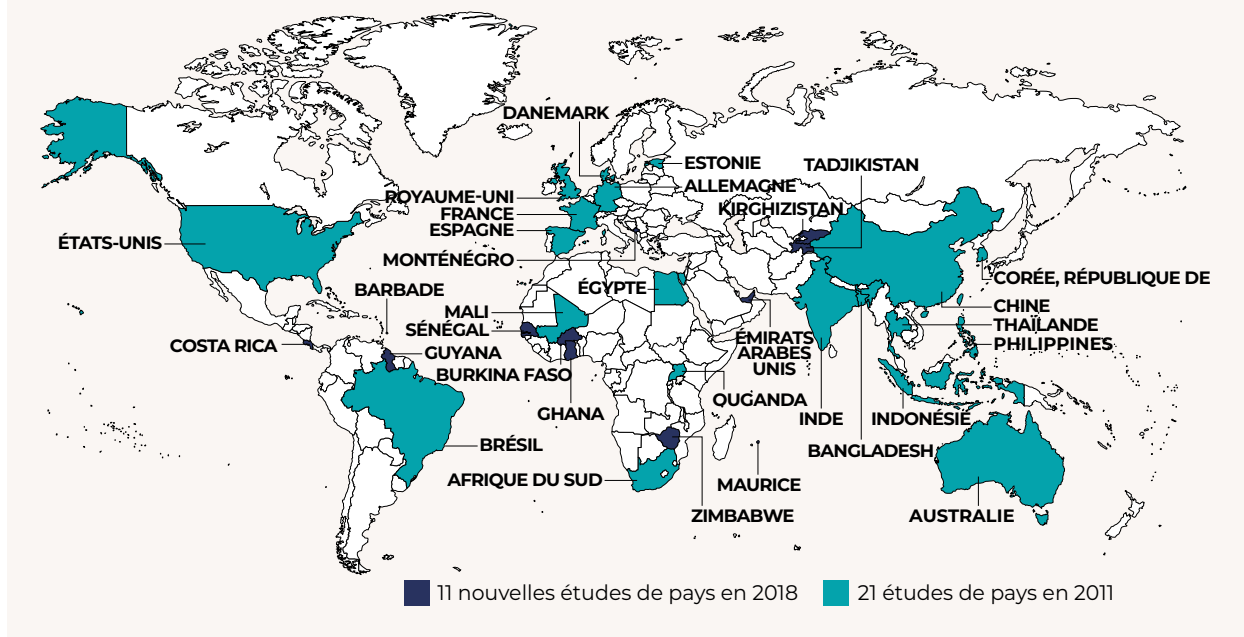 DANEMARK
ESTONIE
TADJIKISTAN
ALLEMAGNE
ROYAUME-UNI
KIRGHIZISTAN
FRANCE
ESPAGNE
ÉTATS-UNIS
MONTÉNÉGRO
CORÉE, RÉPUBLIQUE DE
BARBADE
ÉGYPTE
CHINE
MALI
THAÏLANDE
SÉNÉGAL
ÉMIRATS
ARABES
UNIS
PHILIPPINES
COSTA RICA
GUYANA
BURKINA FASO
OUGANDA
GHANA
INDE
INDONÉSIE
BRÉSIL
BANGLADESH
AFRIQUE DU SUD
MAURICE
ZIMBABWE
AUSTRALIE
11 nouvelles études de pays en 2018
21 études de pays en 2011